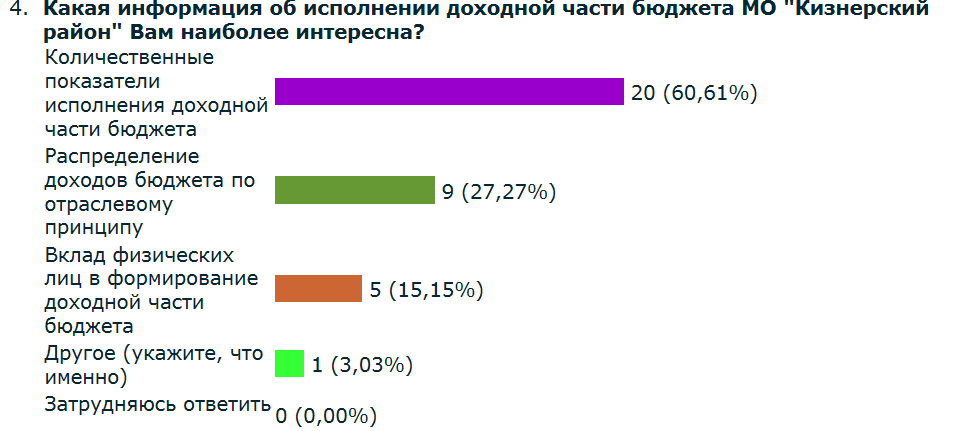 4. Какая информация об исполнении доходной части бюджета МО "Кизнерский
район" Вам наиболее интересна?
Количественные
показатели
исполнения доходной
части бюджета
20 (60,61%)
Распределение
доходов бюджета по
отраслевому
принципу
9 (27,27%)
Вклад физических
лиц в формирование
доходной части
бюджета
5 (15,15%)
Другое (укажите, что
именно)
1 (3,03%)
Затрудняюсь ответить
0 (0,00%)